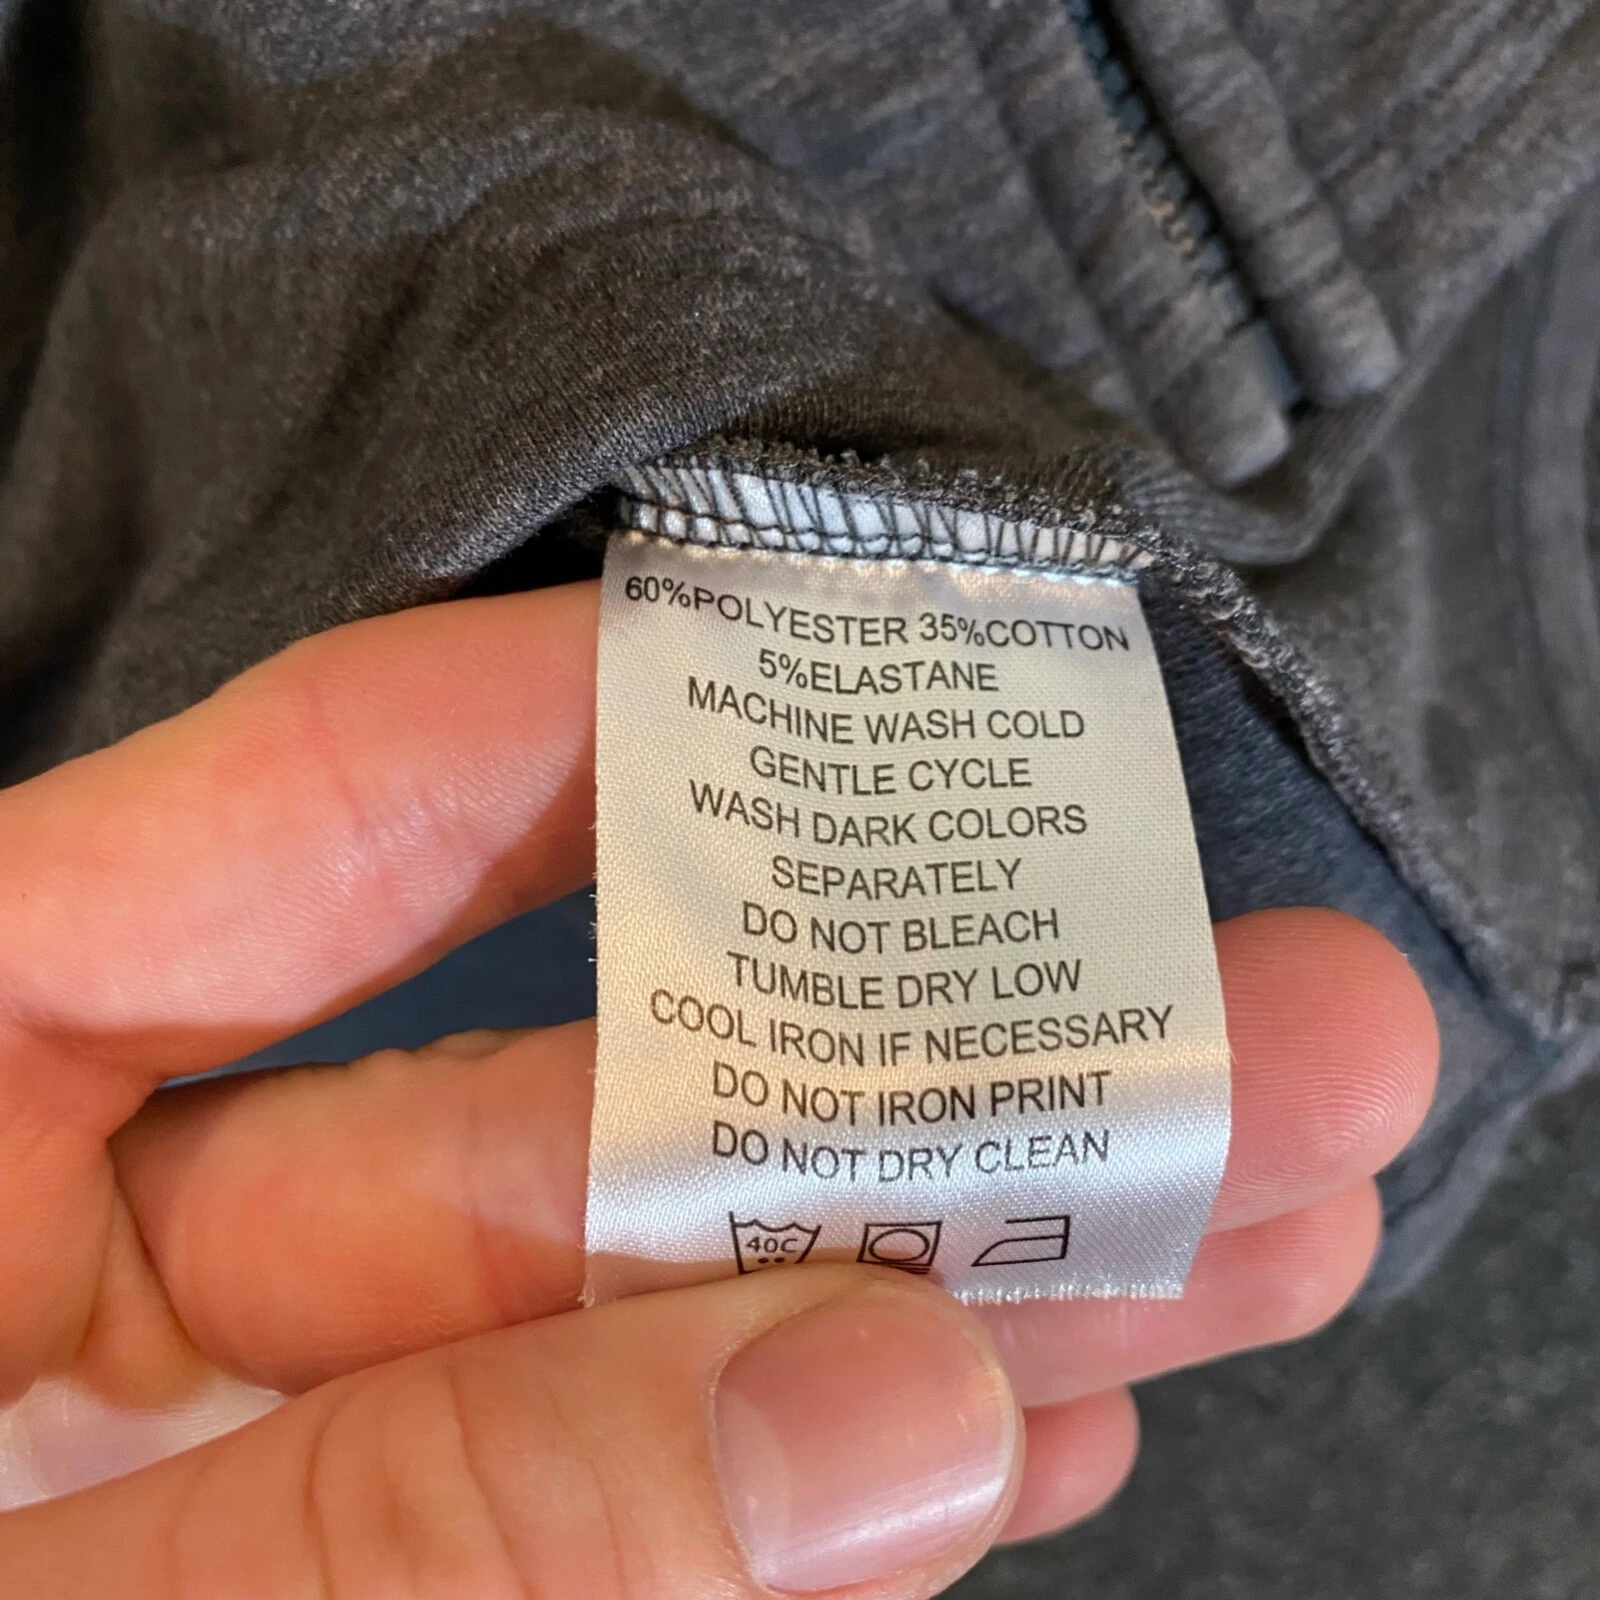 60%POLYESTER 35%COTTON
5%ELASTANE
MACHINE WASH COLD
GENTLE CYCLE
WASH DARK COLORS
SEPARATELY
DO NOT BLEACH
TUMBLE DRY LOW
COOL IRON IF NECESSARY
DO NOT IRON PRINT
DO NOT DRY CLEAN
40C